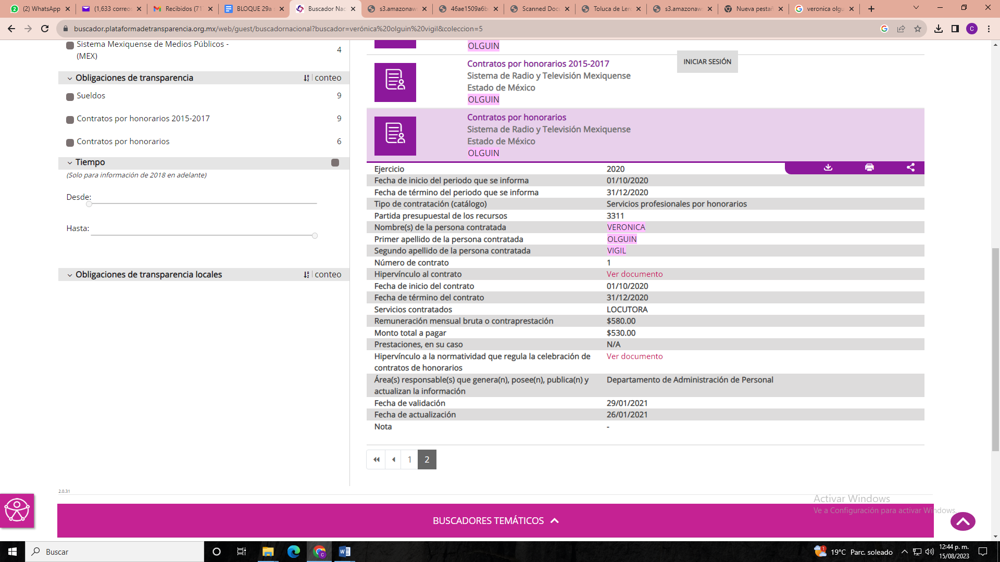 (2) WhatsApp
(1,633 correos
Recibidos (71
BLOQUE 29a
Buscador Nac
s3.amazonaws
46ae1509a6b
Scanned Docu
Toluca de Lerd
s3.amazonaws
Nueva pestañ
veronica olgu
buscador.plataformadetransparencia.org.mx/web/guest/buscadornacional?buscador=verónica%20olguin%20vigil&coleccion=5
C
Sistema Mexiquense de Medios Públicos -
(MEX) 4
Obligaciones de transparencia conteo
Sueldos 9
Contratos por honorarios 2015-2017 9
Contratos por honorarios 6
Tiempo
(Solo para información de 2018 en adelante)
Desde:
Hasta:
Obligaciones de transparencia locales conteo
OLGUIN
INICIAR SESIÓN
Contratos por honorarios 2015-2017
Sistema de Radio y Televisión Mexiquense
Estado de México
OLGUIN
Contratos por honorarios
Sistema de Radio y Televisión Mexiquense
Estado de México
OLGUIN
Ejercicio 2020
Fecha de inicio del periodo que se informa 01/10/2020
Fecha de término del periodo que se informa 31/12/2020
Tipo de contratación (catálogo) Servicios profesionales por honorarios
Partida presupuestal de los recursos 3311
Nombre(s) de la persona contratada VERONICA
Primer apellido de la persona contratada OLGUIN
Segundo apellido de la persona contratada VIGIL
Número de contrato 1
Hipervínculo al contrato Ver documento
Fecha de inicio del contrato 01/10/2020
Fecha de término del contrato 31/12/2020
Servicios contratados LOCUTORA
Remuneración mensual bruta o contraprestación $580.00
Monto total a pagar $530.00
Prestaciones, en su caso N/A
Hipervínculo a la normatividad que regula la celebración de Ver documento
contratos de honorarios
Área(s) responsable(s) que genera(n), posee(n), publica(n) y Departamento de Administración de Personal
actualizan la información
Fecha de validación 29/01/2021
Fecha de actualización 26/01/2021
Nota -
1 2
2.0.31
Activar Windows
Ve a Configuración para activar Windows.
BUSCADORES TEMÁTICOS
Buscar
1
19°C Parc. soleado
12:44 p. m.
15/08/2023